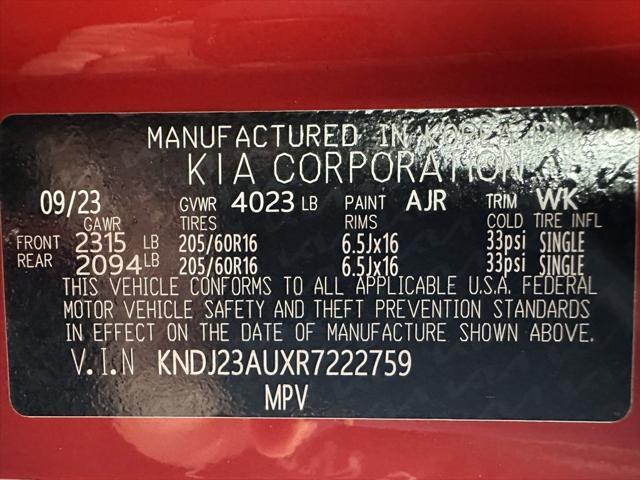 MANUFACTURED IN KOREA BY
KIA CORPORATION
09/23 GVWR 4023 LB PAINT AJR TRIM WK
GAWR TIRES RIMS COLD TIRE INFL
FRONT 2315 LB 205/60R16 6.5Jx16 33psi SINGLE
REAR 2094 LB 205/60R16 6.5Jx16 33psi SINGLE
THIS VEHICLE CONFORMS TO ALL APPLICABLE U.S.A. FEDERAL
MOTOR VEHICLE SAFETY AND THEFT PREVENTION STANDARDS
IN EFFECT ON THE DATE OF MANUFACTURE SHOWN ABOVE.
V.I.N KNDJ23AUXR7222759
MPV